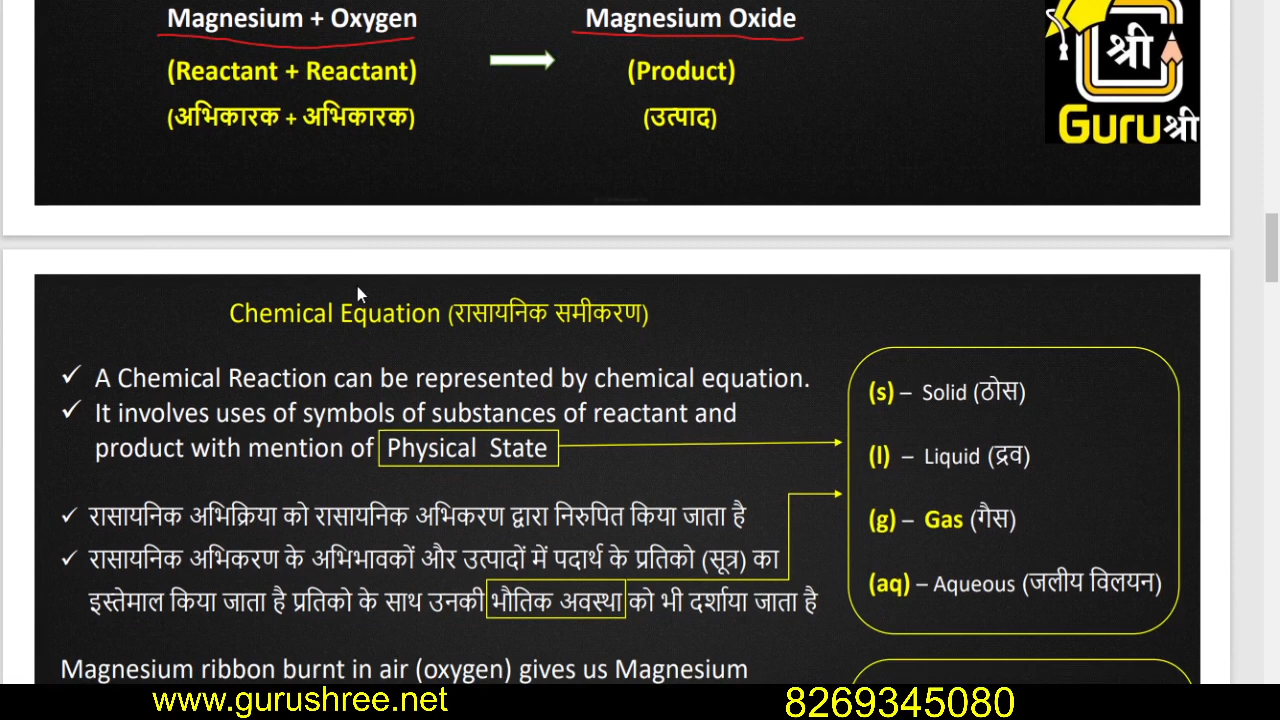 Magnesium + Oxygen Magnesium Oxide
(Reactant + Reactant) (Product)
(अभिकारक + अभिकारक) (उत्पाद)
श्री
Guruश्री
Chemical Equation (रासायनिक समीकरण)
✓ A Chemical Reaction can be represented by chemical equation.
✓ It involves uses of symbols of substances of reactant and
product with mention of Physical State
✓ रासायनिक अभिक्रिया को रासायनिक अभिकरण द्वारा निरुपित किया जाता है
✓ रासायनिक अभिकरण के अभिभावकों और उत्पादों में पदार्थ के प्रतिको (सूत्र) का
इस्तेमाल किया जाता है प्रतिको के साथ उनकी भौतिक अवस्था को भी दर्शाया जाता है
(s) – Solid (ठोस)
(l) – Liquid (द्रव)
(g) – Gas (गैस)
(aq) – Aqueous (जलीय विलयन)
Magnesium ribbon burnt in air (oxygen) gives us Magnesium
www.gurushree.net 8269345080